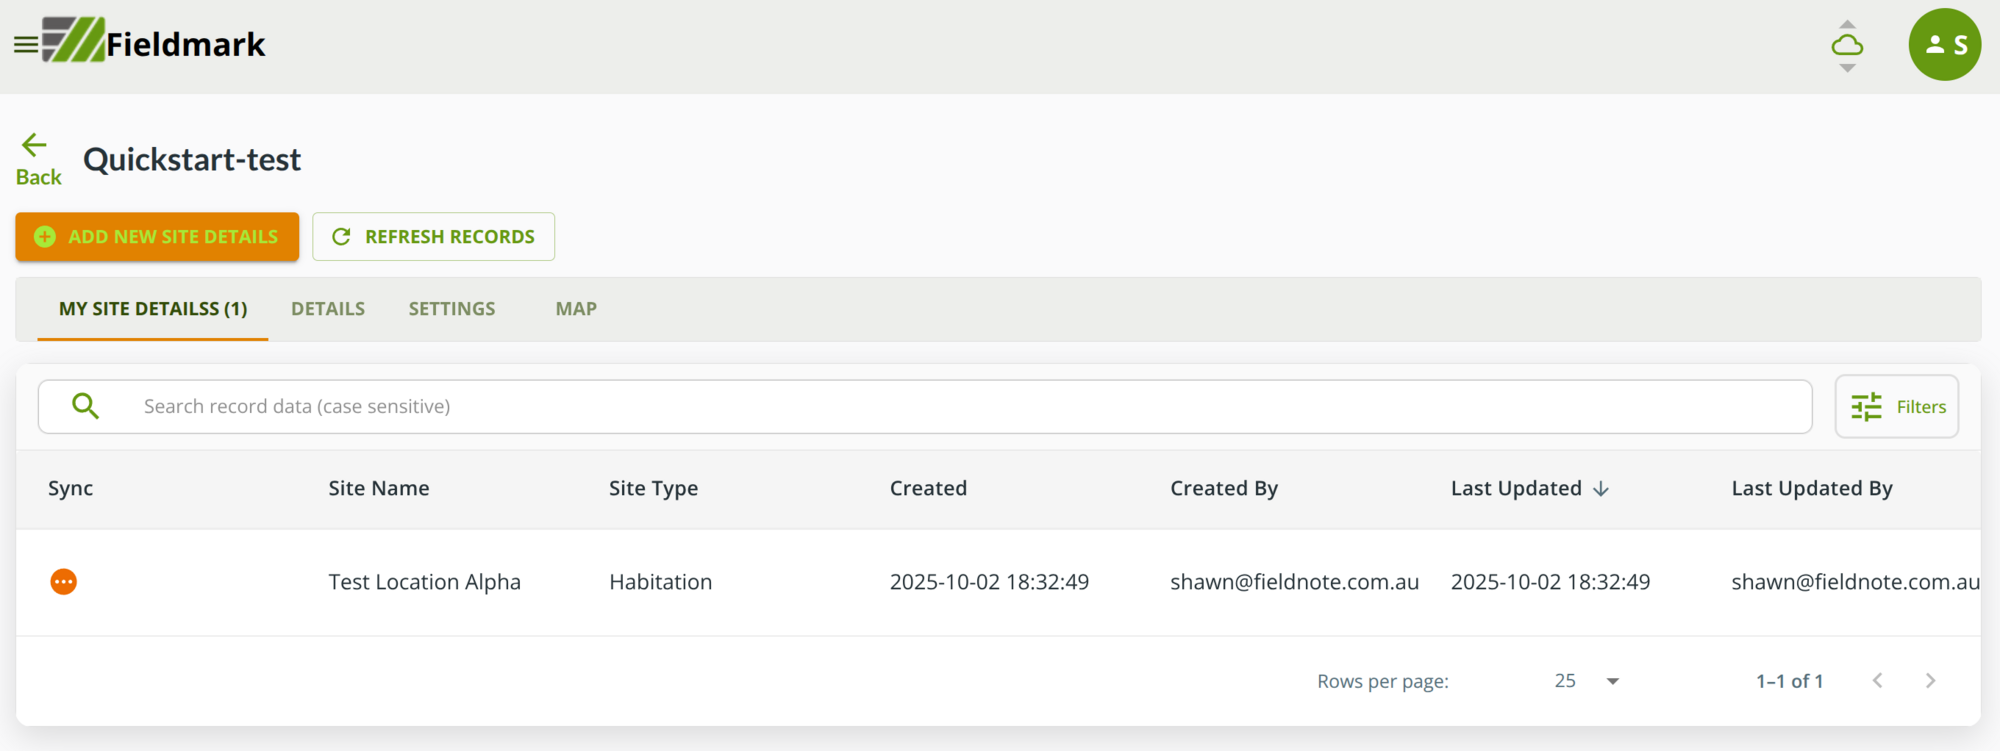 Fieldmark
S
Back
Quickstart-test
ADD NEW SITE DETAILS
REFRESH RECORDS
MY SITE DETAILSS (1)
DETAILS
SETTINGS
MAP
Search record data (case sensitive)
Filters
Sync
Site Name
Site Type
Created
Created By
Last Updated
Last Updated By
Test Location Alpha
Habitation
2025-10-02 18:32:49
shawn@fieldnote.com.au
2025-10-02 18:32:49
shawn@fieldnote.com.au
Rows per page:
25
1–1 of 1